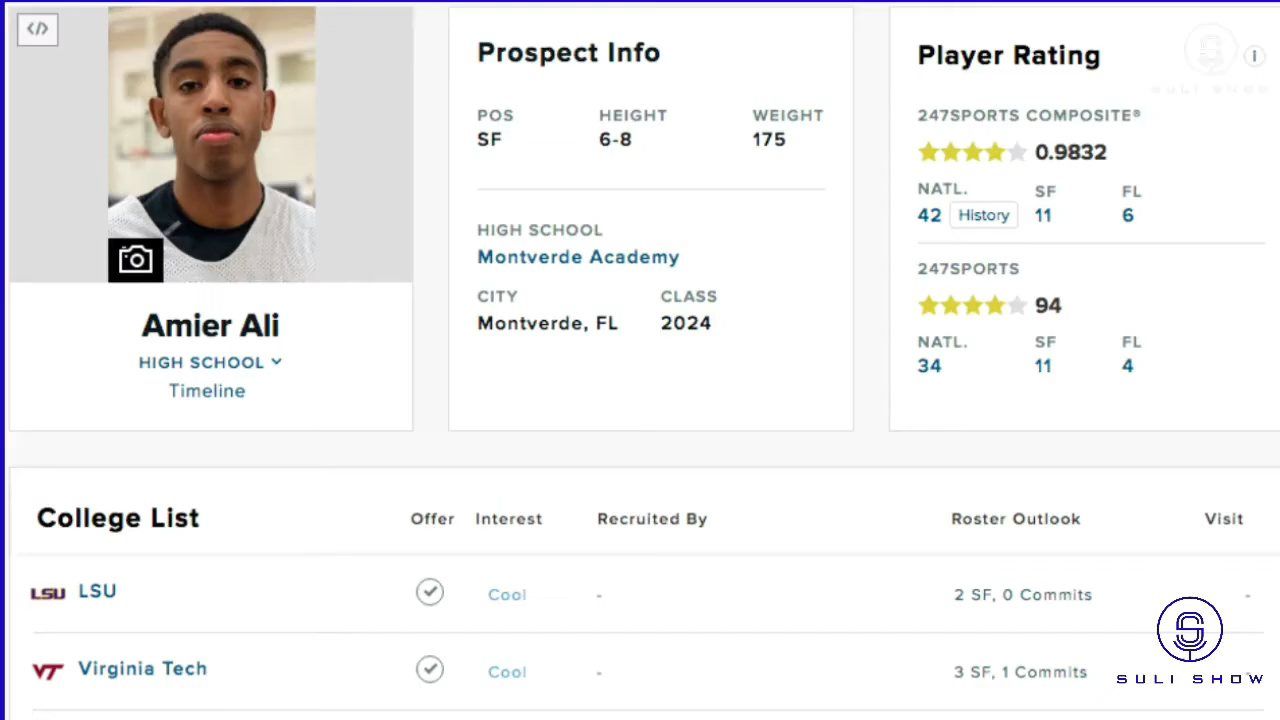 </>
Amier Ali
HIGH SCHOOL
Timeline
Prospect Info
POS HEIGHT WEIGHT
SF 6-8 175
HIGH SCHOOL
Montverde Academy
CITY CLASS
Montverde, FL 2024
Player Rating
i
SULI SHOW
247SPORTS COMPOSITE®
0.9832
NATL. SF FL
42 History 11 6
247SPORTS
94
NATL. SF FL
34 11 4
College List Offer Interest Recruited By Roster Outlook Visit
LSU LSU Cool - 2 SF, 0 Commits -
VT Virginia Tech Cool - 3 SF, 1 Commits
SULI SHOW